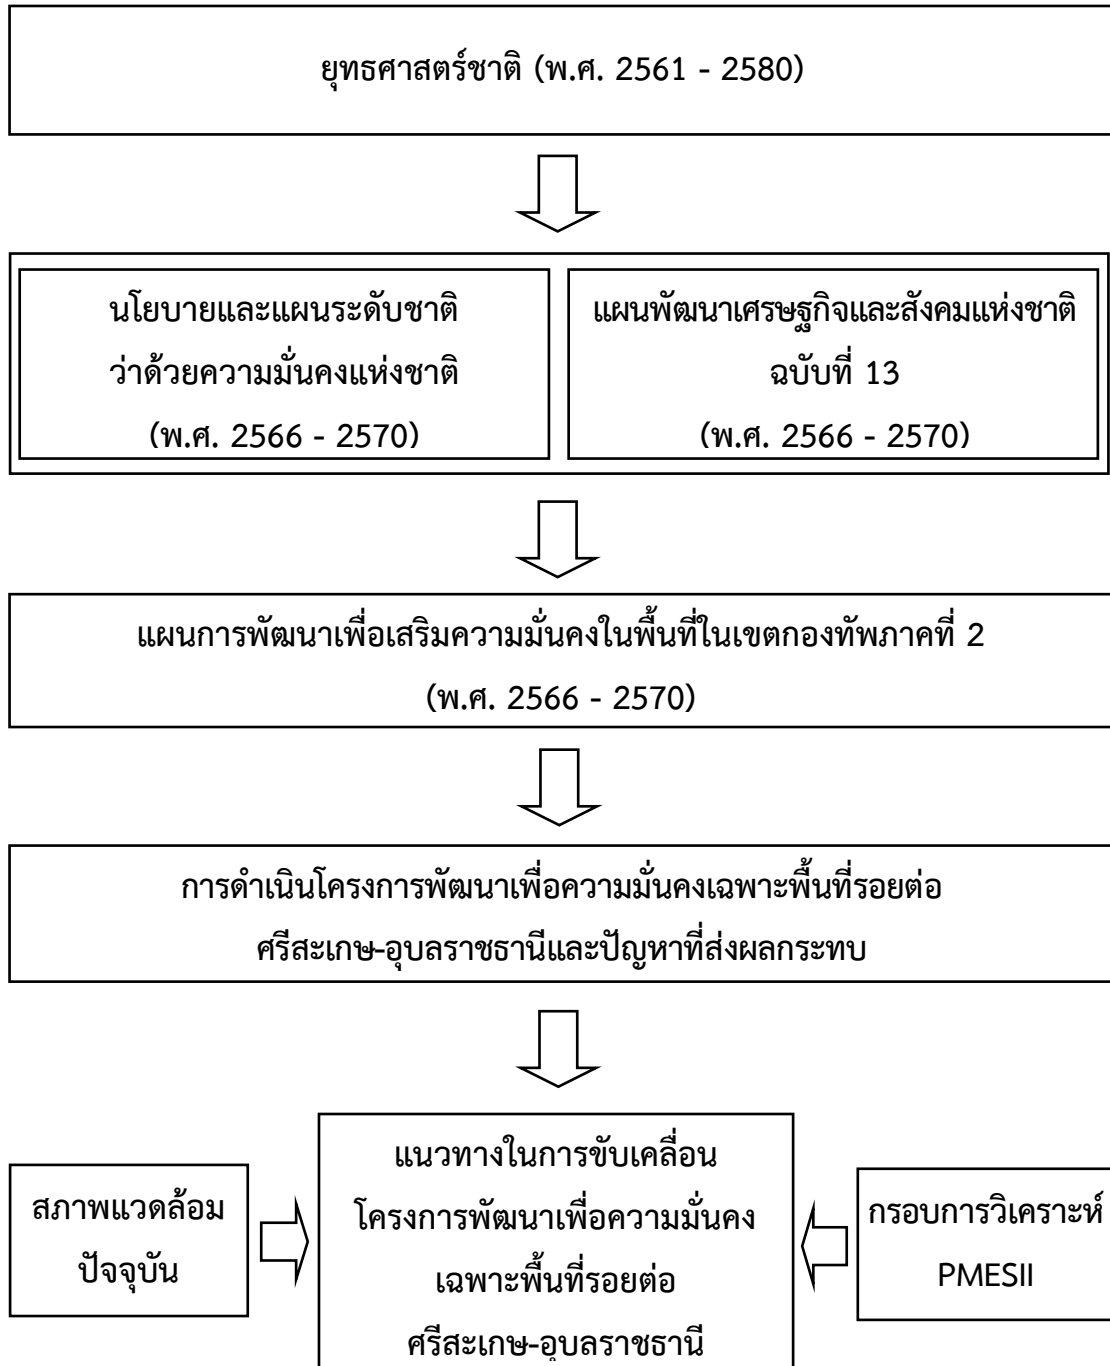 ยุทธศาสตร์ชาติ (พ.ศ. 2561 - 2580)
นโยบายและแผนระดับชาติ
ว่าด้วยความมั่นคงแห่งชาติ
(พ.ศ. 2566 - 2570)
แผนพัฒนาเศรษฐกิจและสังคมแห่งชาติ
ฉบับที่ 13
(พ.ศ. 2566 - 2570)
แผนการพัฒนาเพื่อเสริมความมั่นคงในพื้นที่ในเขตกองทัพภาคที่ 2
(พ.ศ. 2566 - 2570)
การดำเนินโครงการพัฒนาเพื่อความมั่นคงเฉพาะพื้นที่รอยต่อ
ศรีสะเกษ-อุบลราชธานีและปัญหาที่ส่งผลกระทบ
สภาพแวดล้อม
ปัจจุบัน
แนวทางในการขับเคลื่อน
โครงการพัฒนาเพื่อความมั่นคง
เฉพาะพื้นที่รอยต่อ
ศรีสะเกษ-อุบลราชธานี
กรอบการวิเคราะห์
PMESII